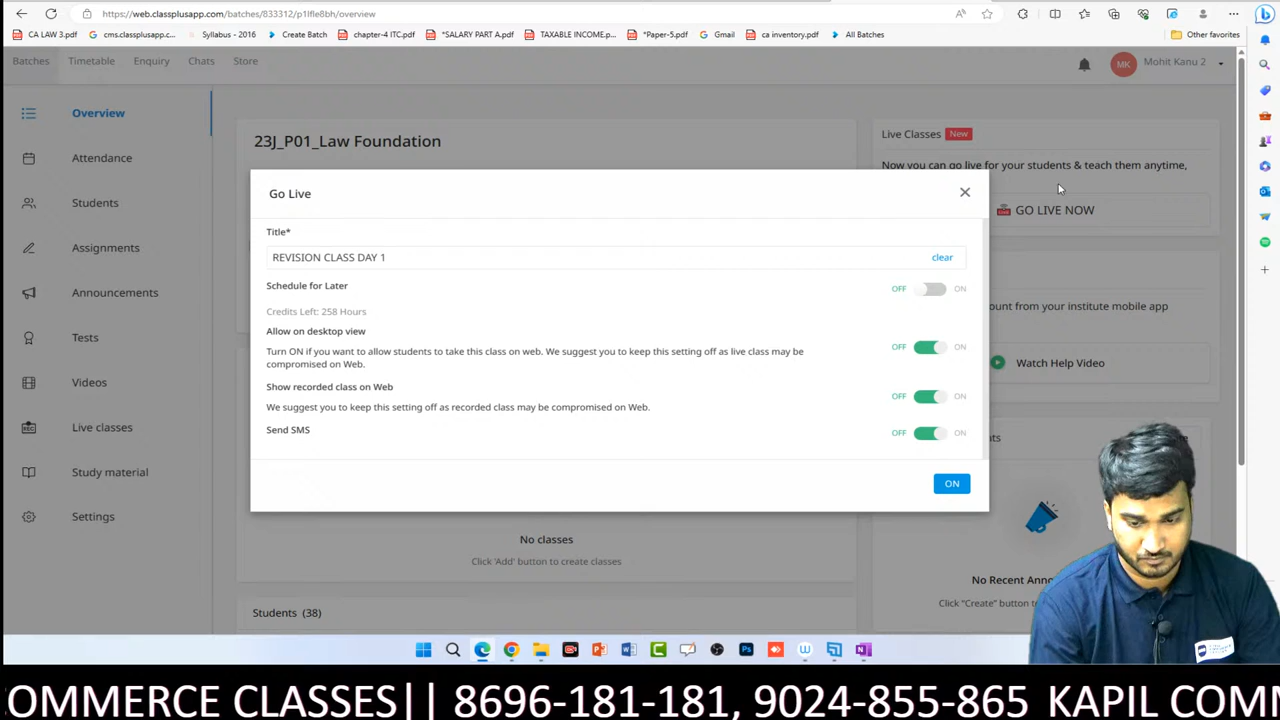 https://web.classplusapp.com/batches/833312/p1lfle8bh/overview
CA LAW 3.pdf
cms.classplusapp.c...
Syllabus - 2016
Create Batch
chapter-4 ITC.pdf
*SALARY PART A.pdf
TAXABLE INCOME.p...
*Paper-5.pdf
Gmail
ca inventory.pdf
All Batches
Other favorites
Batches
Timetable
Enquiry
Chats
Store
MK
Mohit Kanu 2
Overview
Attendance
Students
Assignments
Announcements
Tests
Videos
Live classes
Study material
Settings
23J_P01_Law Foundation
Live Classes New
Now you can go live for your students & teach them anytime,
GO LIVE NOW
Go Live
Title*
REVISION CLASS DAY 1
clear
Schedule for Later
OFF ON
Credits Left: 258 Hours
Allow on desktop view
Turn ON if you want to allow students to take this class on web. We suggest you to keep this setting off as live class may be
compromised on Web.
OFF ON
Show recorded class on Web
We suggest you to keep this setting off as recorded class may be compromised on Web.
OFF ON
Send SMS
OFF ON
ON
ount from your institute mobile app
Watch Help Video
No classes
Click 'Add' button to create classes
Students (38)
No Recent Anno
Click "Create" button to
OMMERCE CLASSES|| 8696-181-181, 9024-855-865 KAPIL COM